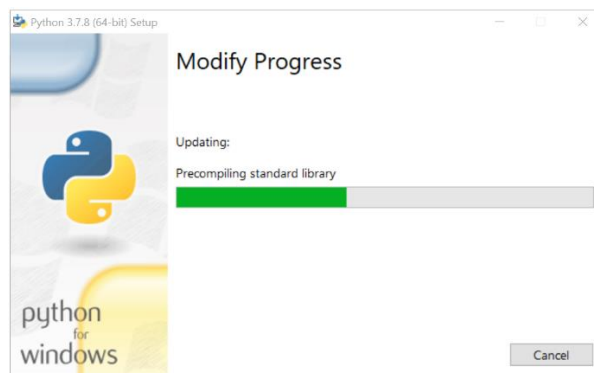 Python 3.7.8 (64-bit) Setup
Modify Progress
Updating:
Precompiling standard library
python
for
windows
Cancel